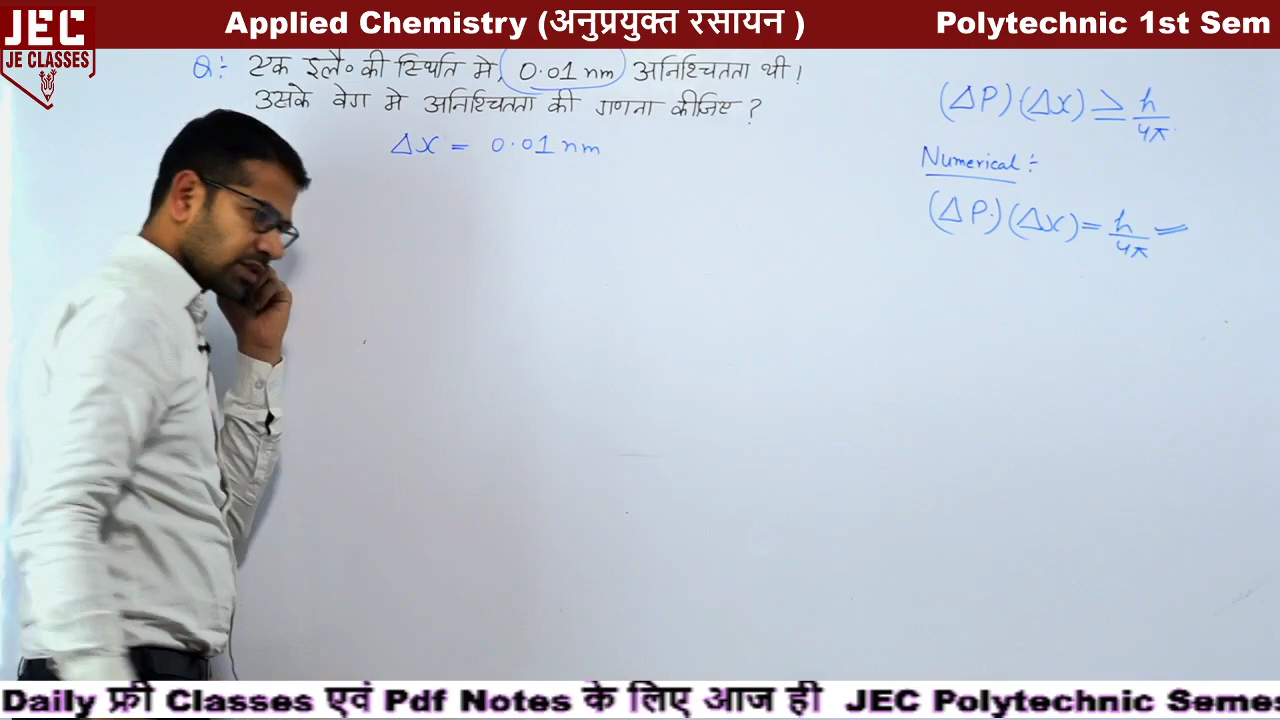 JEC
JE CLASSES
Applied Chemistry (अनुप्रयुक्त रसायन )
Polytechnic 1st Sem
Q:- एक इलै० की स्थिति मे, 0.01 nm अनिश्चितता थी।
उसके वेग मे अनिश्चितता की गणना कीजिए ?
Δx = 0.01 nm
(ΔP) (Δx) ≥ h/4π
Numerical :-
(ΔP.) (Δx) = h/4π =
Daily फ्री Classes एवं Pdf Notes के लिए आज ही JEC Polytechnic Seme